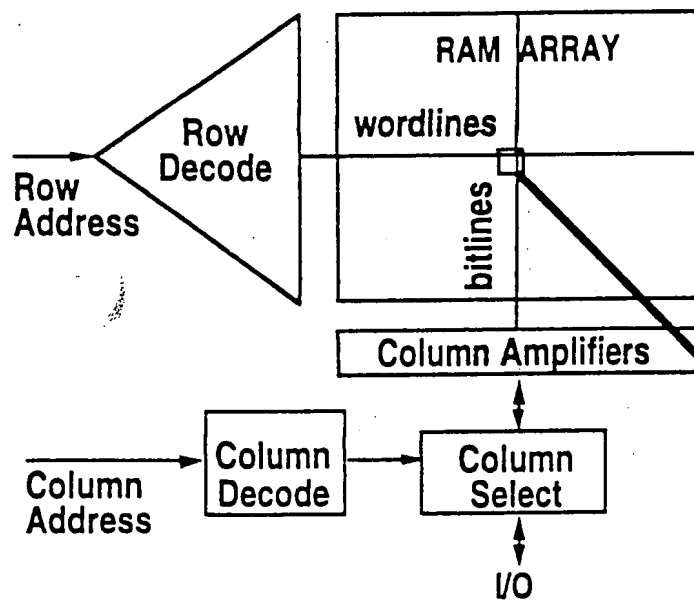 RAM ARRAY
Row
Decode
wordlines
Row
Address
bitlines
Column Amplifiers
Column
Decode
Column
Select
Column
Address
I/O